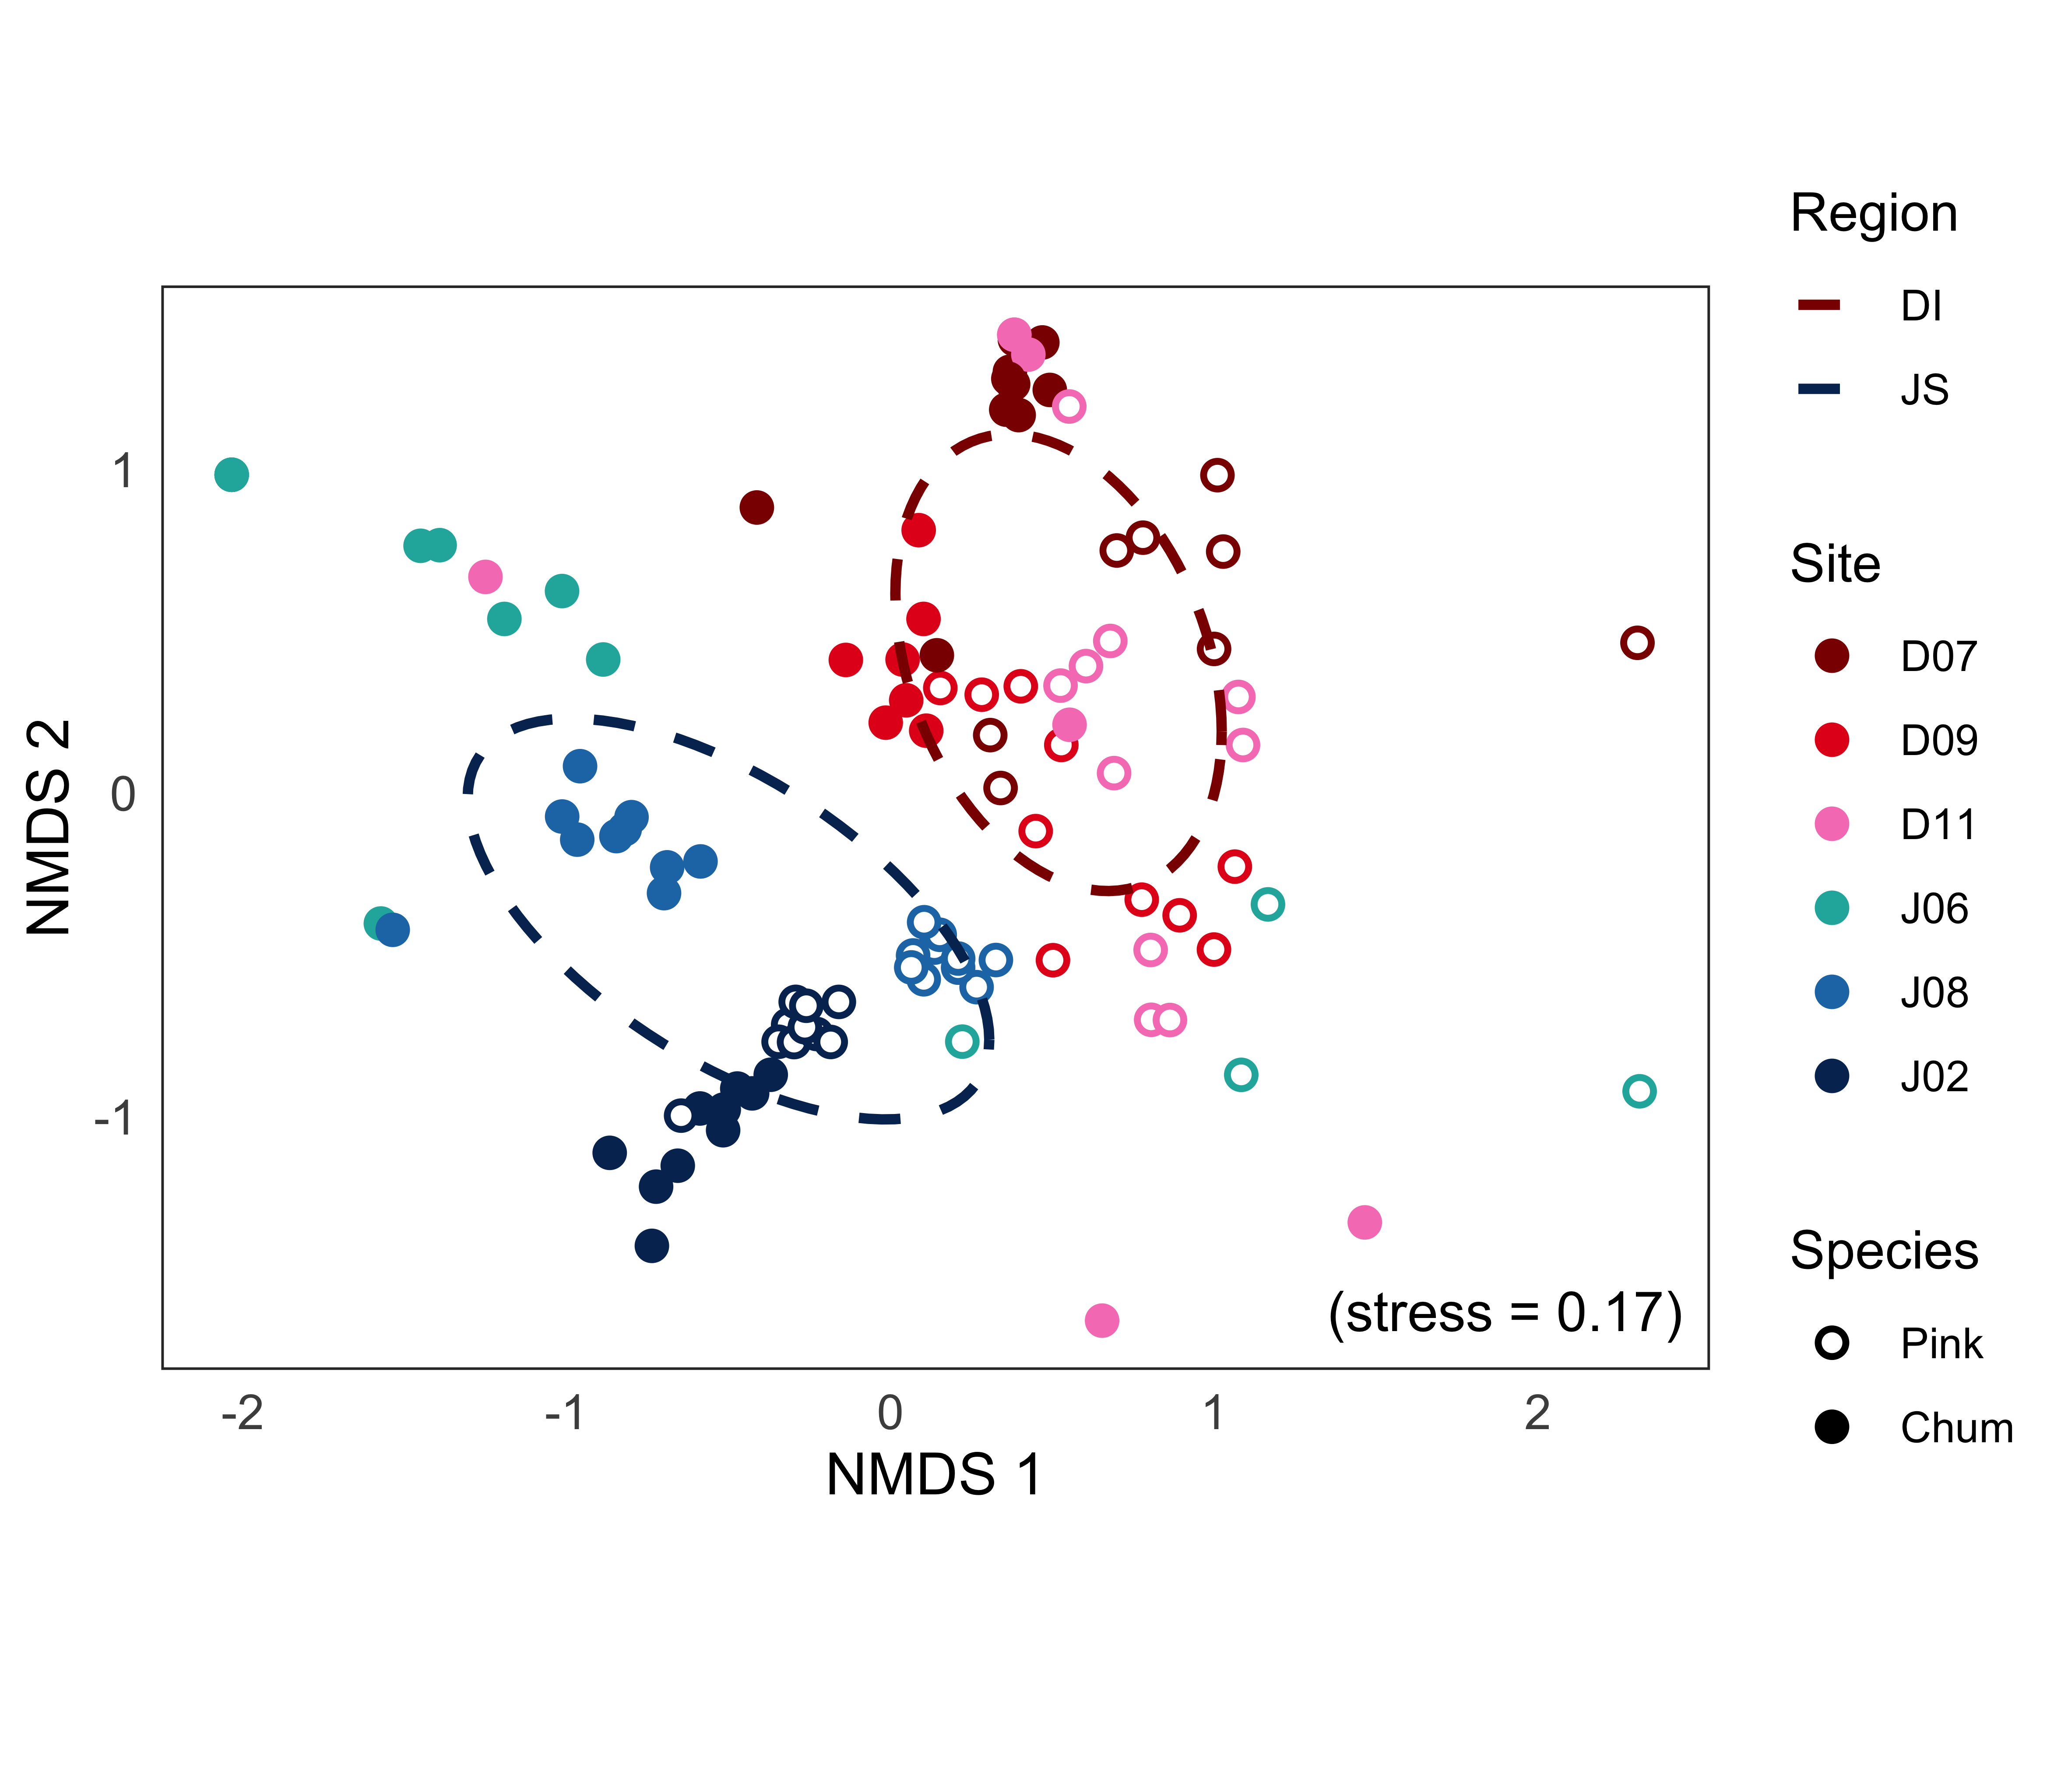 Region
DI
JS
Site
D07
D09
D11
J06
J08
J02
Species
Pink
Chum
NMDS 2
1
0
-1
(stress = 0.17)
-2 -1 0 1 2
NMDS 1